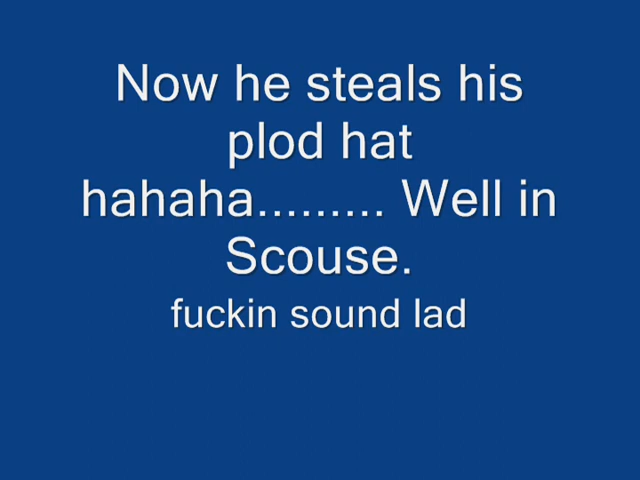 Now he steals his
plod hat
hahaha......... Well in
Scouse.
fuckin sound lad